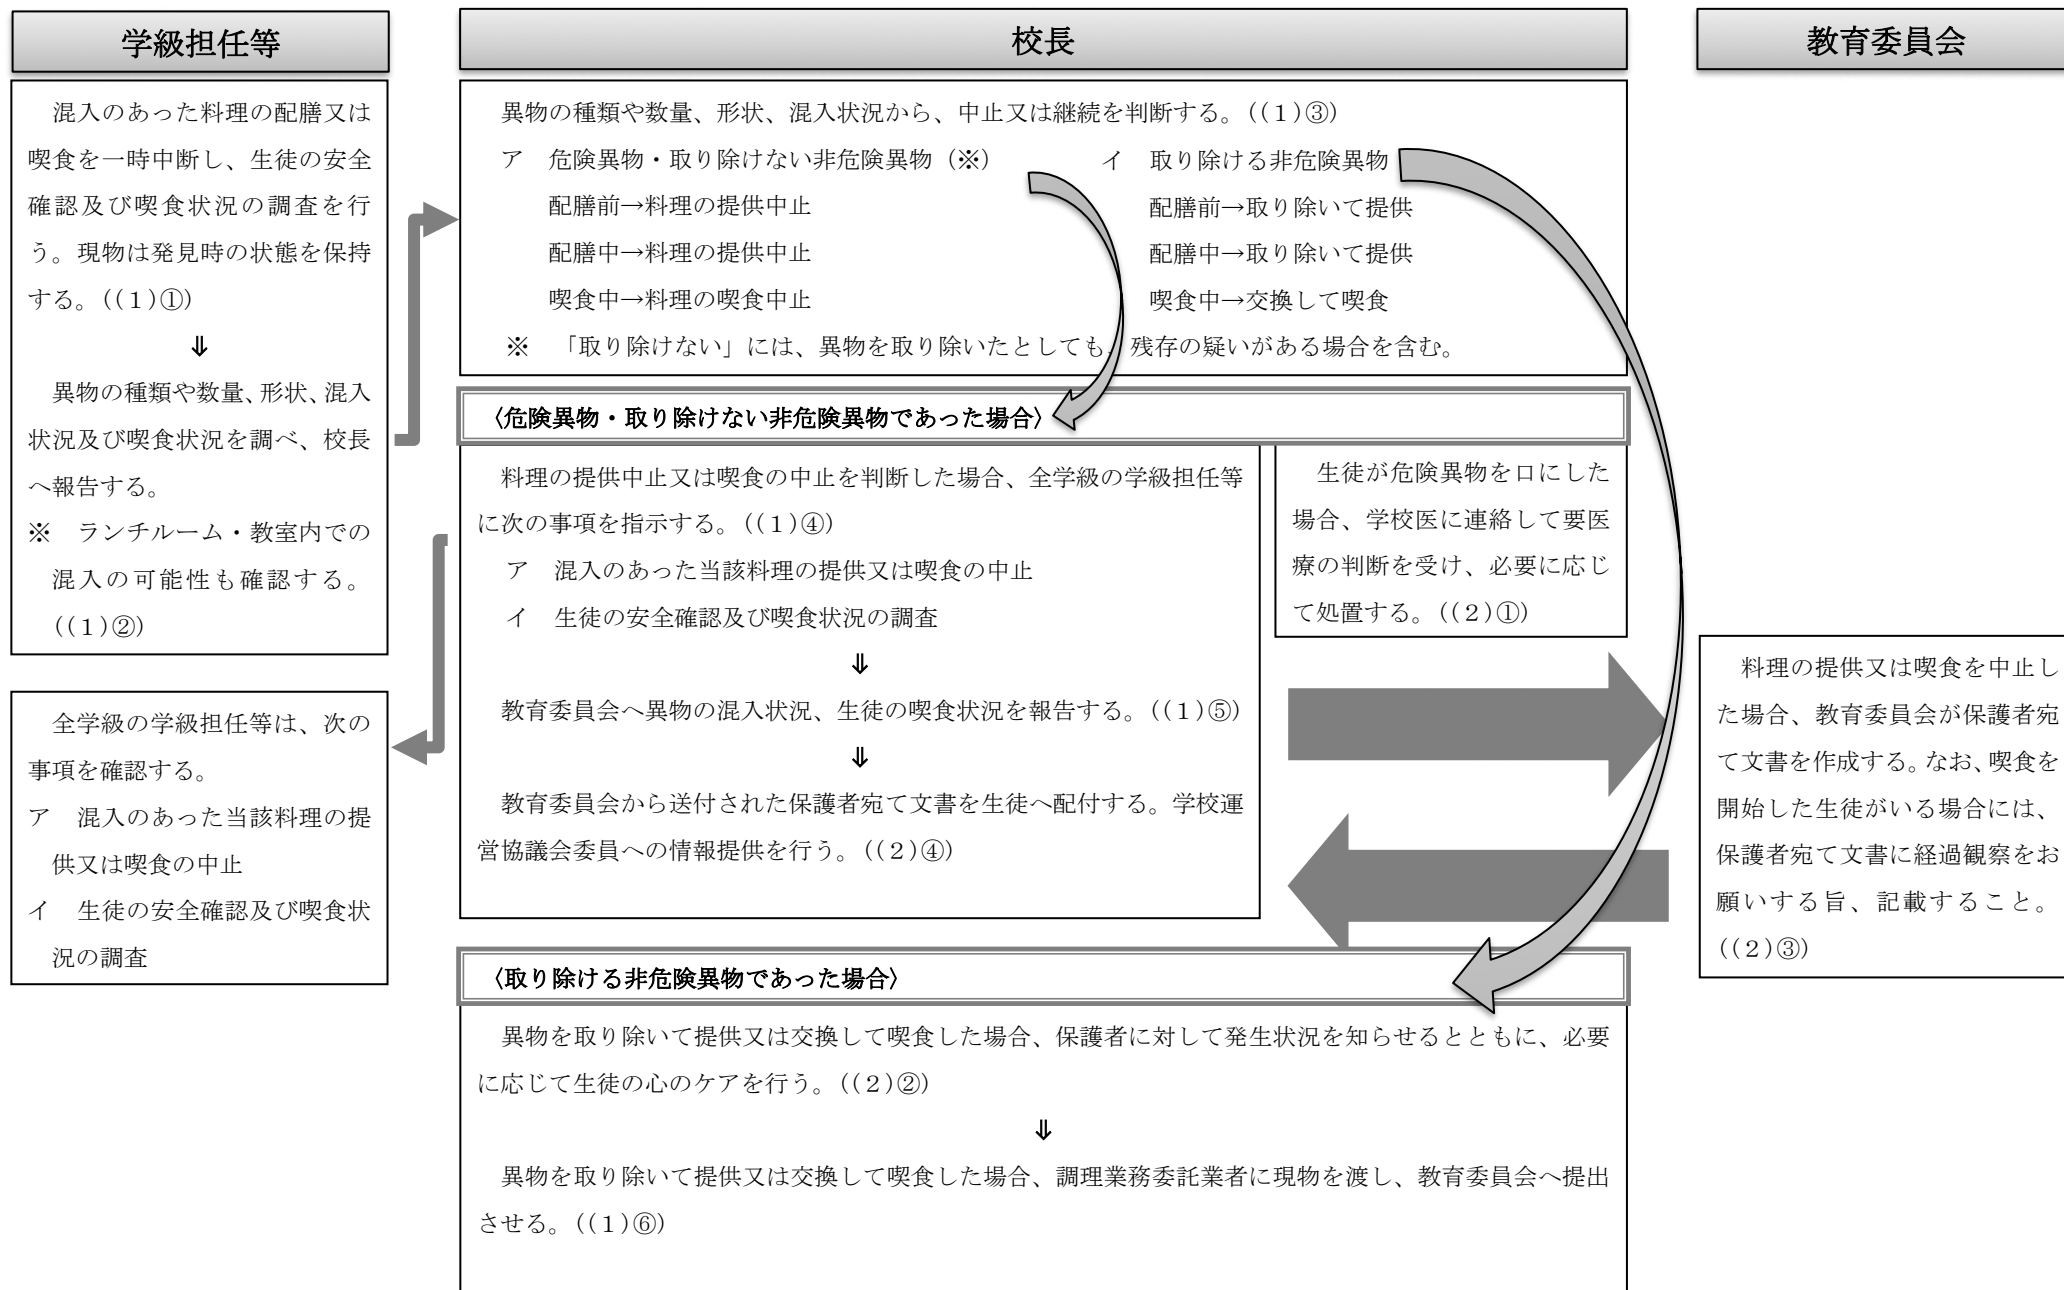 学級担任等
混入のあった料理の配膳又は
喫食を一時中断し、生徒の安全
確認及び喫食状況の調査を行
う。現物は発見時の状態を保持
する。((1)①)
⇓
異物の種類や数量、形状、混入
状況及び喫食状況を調べ、校長
へ報告する。
※　ランチルーム・教室内での
混入の可能性も確認する。
((1)②)
全学級の学級担任等は、次の
事項を確認する。
ア　混入のあった当該料理の提
供又は喫食の中止
イ　生徒の安全確認及び喫食状
況の調査
校長
異物の種類や数量、形状、混入状況から、中止又は継続を判断する。((1)③)
ア　危険異物・取り除けない非危険異物（※）
配膳前→料理の提供中止
配膳中→料理の提供中止
喫食中→料理の喫食中止
イ　取り除ける非危険異物
配膳前→取り除いて提供
配膳中→取り除いて提供
喫食中→交換して喫食
※　「取り除けない」には、異物を取り除いたとしても、残存の疑いがある場合を含む。
〈危険異物・取り除けない非危険異物であった場合〉
料理の提供中止又は喫食の中止を判断した場合、全学級の学級担任等
に次の事項を指示する。((1)④)
ア　混入のあった当該料理の提供又は喫食の中止
イ　生徒の安全確認及び喫食状況の調査
⇓
教育委員会へ異物の混入状況、生徒の喫食状況を報告する。((1)⑤)
⇓
教育委員会から送付された保護者宛て文書を生徒へ配付する。学校運
営協議会委員への情報提供を行う。((2)④)
生徒が危険異物を口にした
場合、学校医に連絡して要医
療の判断を受け、必要に応じ
て処置する。((2)①)
〈取り除ける非危険異物であった場合〉
異物を取り除いて提供又は交換して喫食した場合、保護者に対して発生状況を知らせるとともに、必要
に応じて生徒の心のケアを行う。((2)②)
⇓
異物を取り除いて提供又は交換して喫食した場合、調理業務委託業者に現物を渡し、教育委員会へ提出
させる。((1)⑥)
教育委員会
料理の提供又は喫食を中止し
た場合、教育委員会が保護者宛
て文書を作成する。なお、喫食を
開始した生徒がいる場合には、
保護者宛て文書に経過観察をお
願いする旨、記載すること。
((2)③)